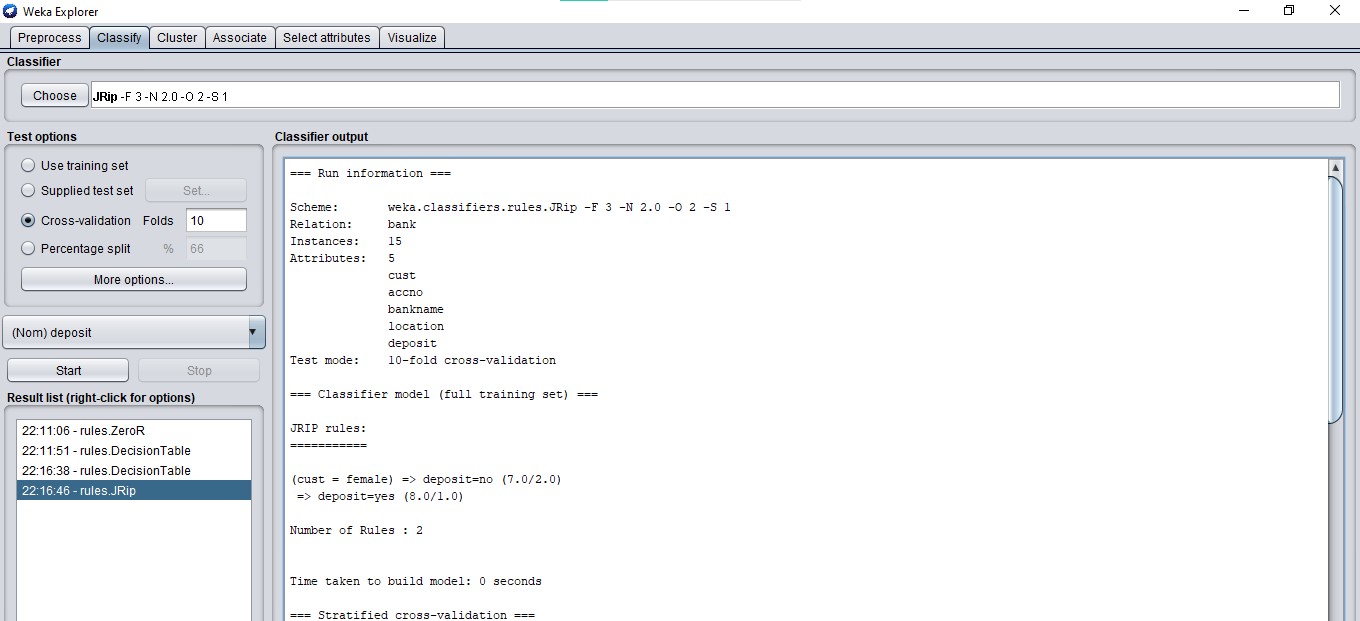 Weka Explorer
Preprocess Classify Cluster Associate Select attributes Visualize
Classifier
Choose JRip -F 3 -N 2.0 -O 2 -S 1
Test options
Use training set
Supplied test set Set...
Cross-validation Folds 10
Percentage split % 66
More options...
(Nom) deposit
Start Stop
Result list (right-click for options)
22:11:06 - rules.ZeroR
22:11:51 - rules.DecisionTable
22:16:38 - rules.DecisionTable
22:16:46 - rules.JRip
Classifier output
=== Run information ===
Scheme: weka.classifiers.rules.JRip -F 3 -N 2.0 -O 2 -S 1
Relation: bank
Instances: 15
Attributes: 5
cust
accno
bankname
location
deposit
Test mode: 10-fold cross-validation
=== Classifier model (full training set) ===
JRIP rules:
===========
(cust = female) => deposit=no (7.0/2.0)
=> deposit=yes (8.0/1.0)
Number of Rules : 2
Time taken to build model: 0 seconds
=== Stratified cross-validation ===